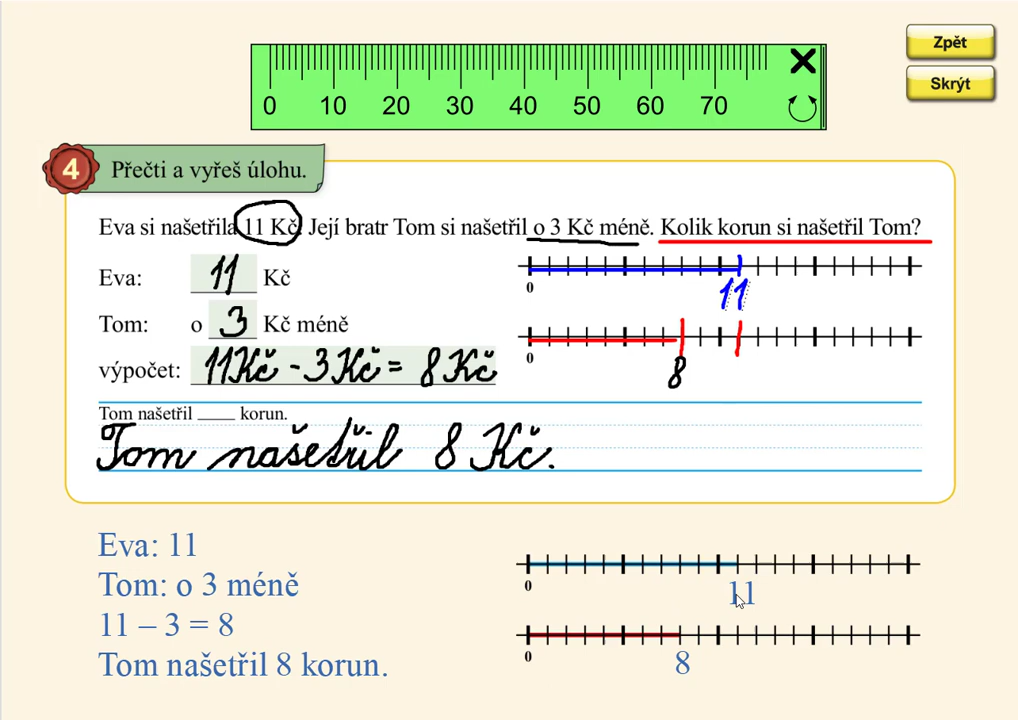 Zpět
Skrýt
0 10 20 30 40 50 60 70
4 Přečti a vyřeš úlohu.
Eva si našetřila 11 Kč. Její bratr Tom si našetřil o 3 Kč méně. Kolik korun si našetřil Tom?
Eva: 11 Kč
0
11
Tom: o 3 Kč méně
0
8
výpočet: 11Kč - 3Kč = 8Kč
Tom našetřil ____ korun.
Tom našetřil 8 Kč.
Eva: 11
Tom: o 3 méně
11 – 3 = 8
Tom našetřil 8 korun.
0
11
0
8